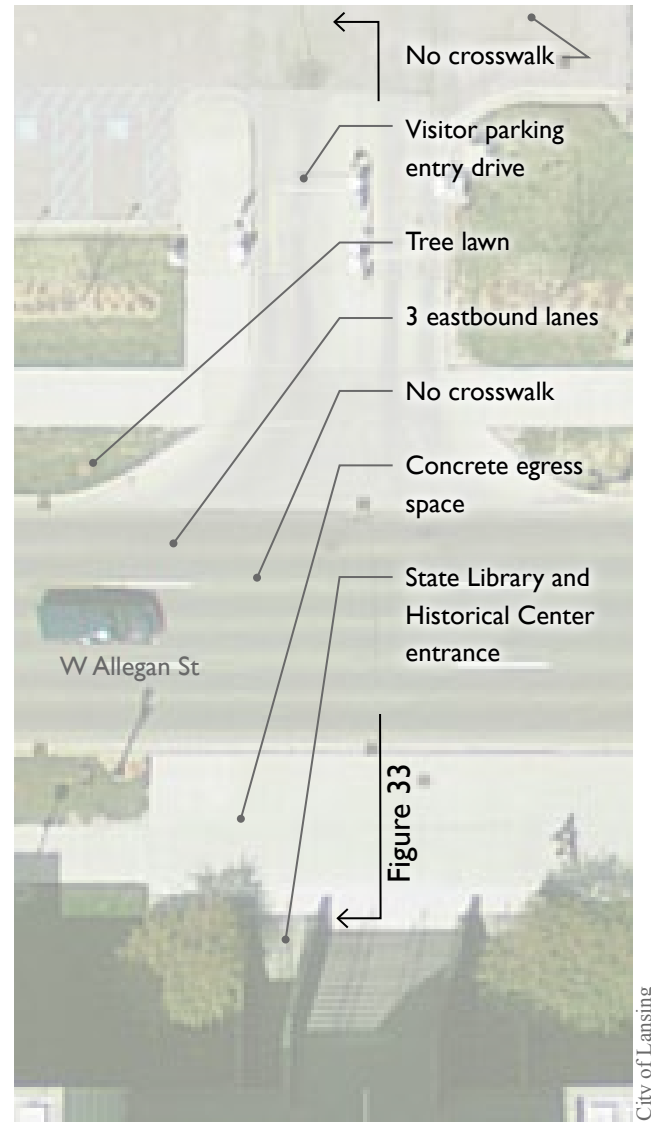 No crosswalk
Visitor parking
entry drive
Tree lawn
3 eastbound lanes
No crosswalk
Concrete egress
space
State Library and
Historical Center
entrance
W Allegan St
Figure 33
City of Lansing